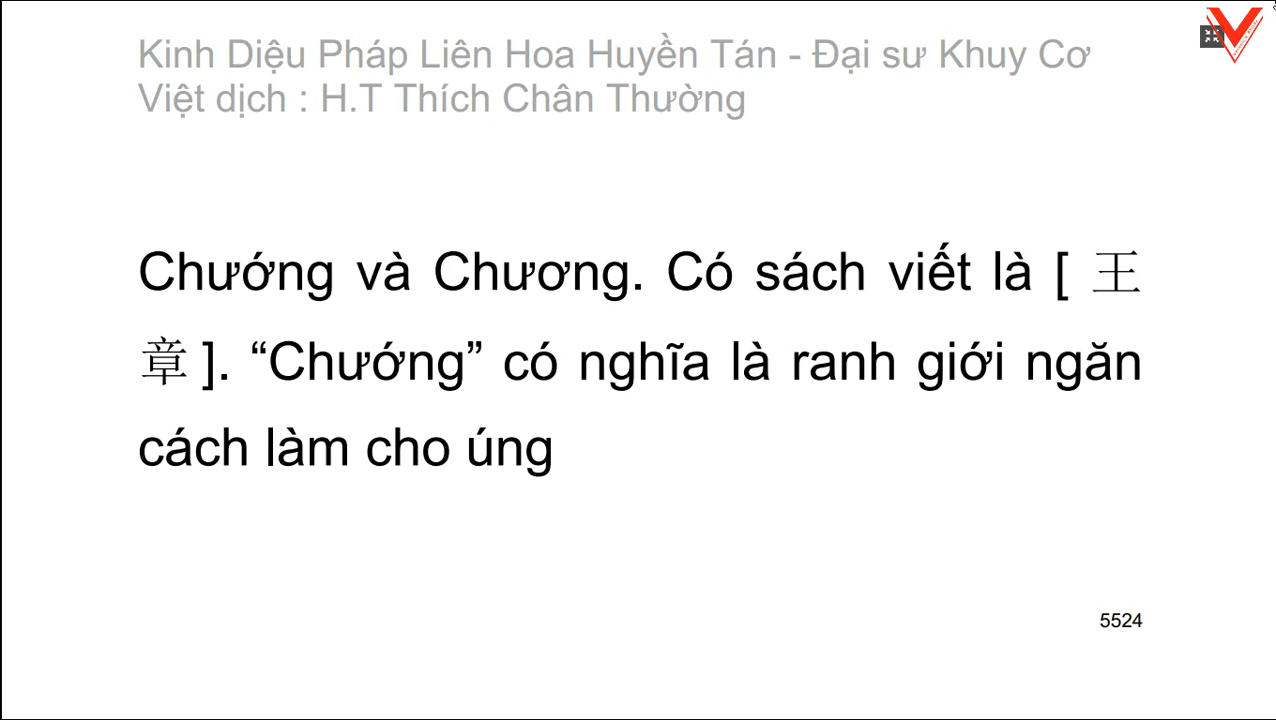 Kinh Diệu Pháp Liên Hoa Huyền Tán - Đại sư Khuy Cơ
Việt dịch : H.T Thích Chân Thường
Chướng và Chương. Có sách viết là [ 王
章 ]. “Chướng” có nghĩa là ranh giới ngăn
cách làm cho úng
5524